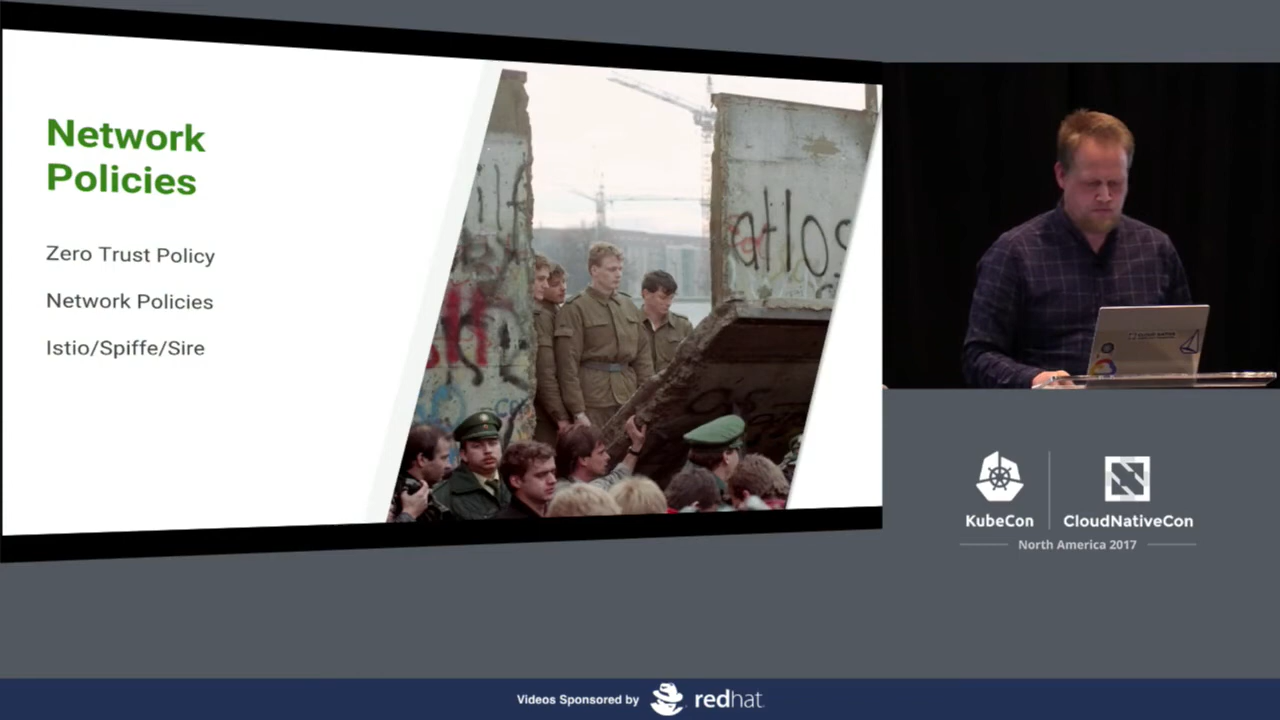 Network
Policies
Zero Trust Policy
Network Policies
Istio/Spiffe/Sire
atlos
KubeCon
CloudNativeCon
North America 2017
Videos Sponsored by
redhat